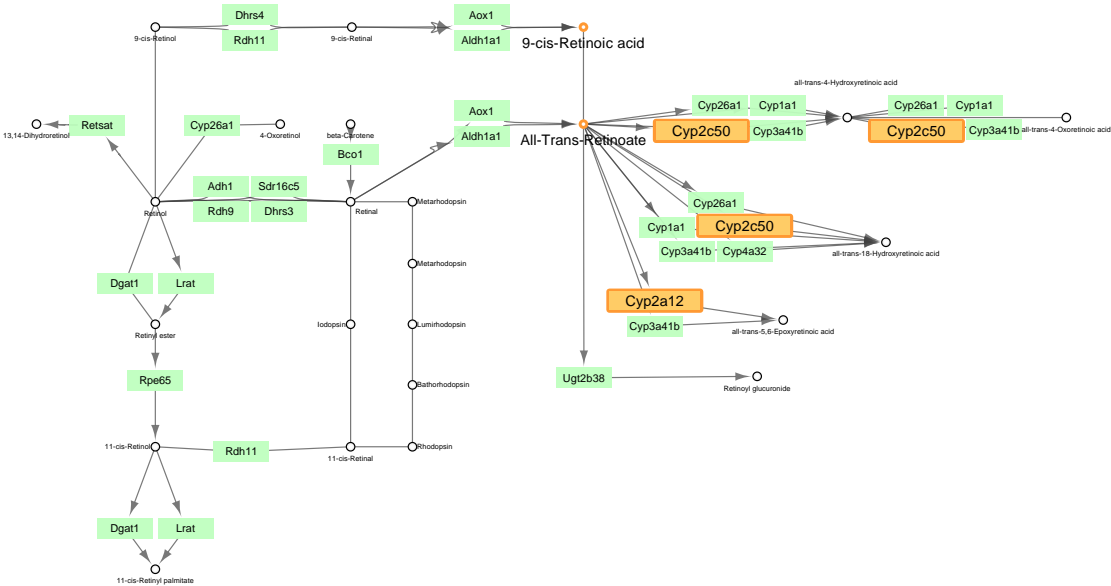 Dhrs4
Aox1
9-cis-Retinol
Rdh11
9-cis-Retinal
Aldh1a1
9-cis-Retinoic acid
all-trans-4-Hydroxyretinoic acid
Aox1
Cyp26a1
Cyp1a1
Cyp26a1
Cyp1a1
13,14-Dihydroretinol
Retsat
Cyp26a1
4-Oxoretinol
beta-Carotene
Aldh1a1
All-Trans-Retinoate
Cyp2c50
Cyp3a41b
Cyp2c50
Cyp3a41b
all-trans-4-Oxoretinoic acid
Bco1
Adh1
Sdr16c5
Retinol
Rdh9
Dhrs3
Retinal
Metarhodopsin
Cyp26a1
Cyp1a1
Cyp2c50
Cyp3a41b
Cyp4a32
all-trans-18-Hydroxyretinoic acid
Metarhodopsin
Dgat1
Lrat
Cyp2a12
Retinyl ester
Iodopsin
Lumirhodopsin
Cyp3a41b
all-trans-5,6-Epoxyretinoic acid
Rpe65
Bathorhodopsin
Ugt2b38
Retinoyl glucuronide
11-cis-Retinol
Rdh11
11-cis-Retinal
Rhodopsin
Dgat1
Lrat
11-cis-Retinyl palmitate